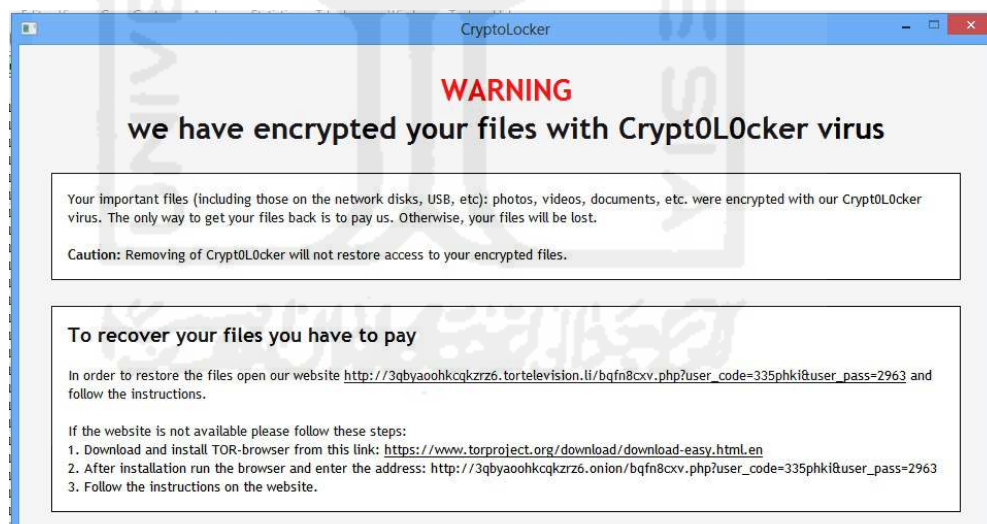 CryptoLocker
WARNING
we have encrypted your files with Crypt0L0cker virus
Your important files (including those on the network disks, USB, etc): photos, videos, documents, etc. were encrypted with our Crypt0L0cker
virus. The only way to get your files back is to pay us. Otherwise, your files will be lost.
Caution: Removing of Crypt0L0cker will not restore access to your encrypted files.
To recover your files you have to pay
In order to restore the files open our website http://3qbyaoohkcqkzrz6.tortelevision.li/bqfn8cxv.php?user_code=335phki&user_pass=2963 and
follow the instructions.
If the website is not available please follow these steps:
1. Download and install TOR-browser from this link: https://www.torproject.org/download/download-easy.html.en
2. After installation run the browser and enter the address: http://3qbyaoohkcqkzrz6.onion/bqfn8cxv.php?user_code=335phki&user_pass=2963
3. Follow the instructions on the website.